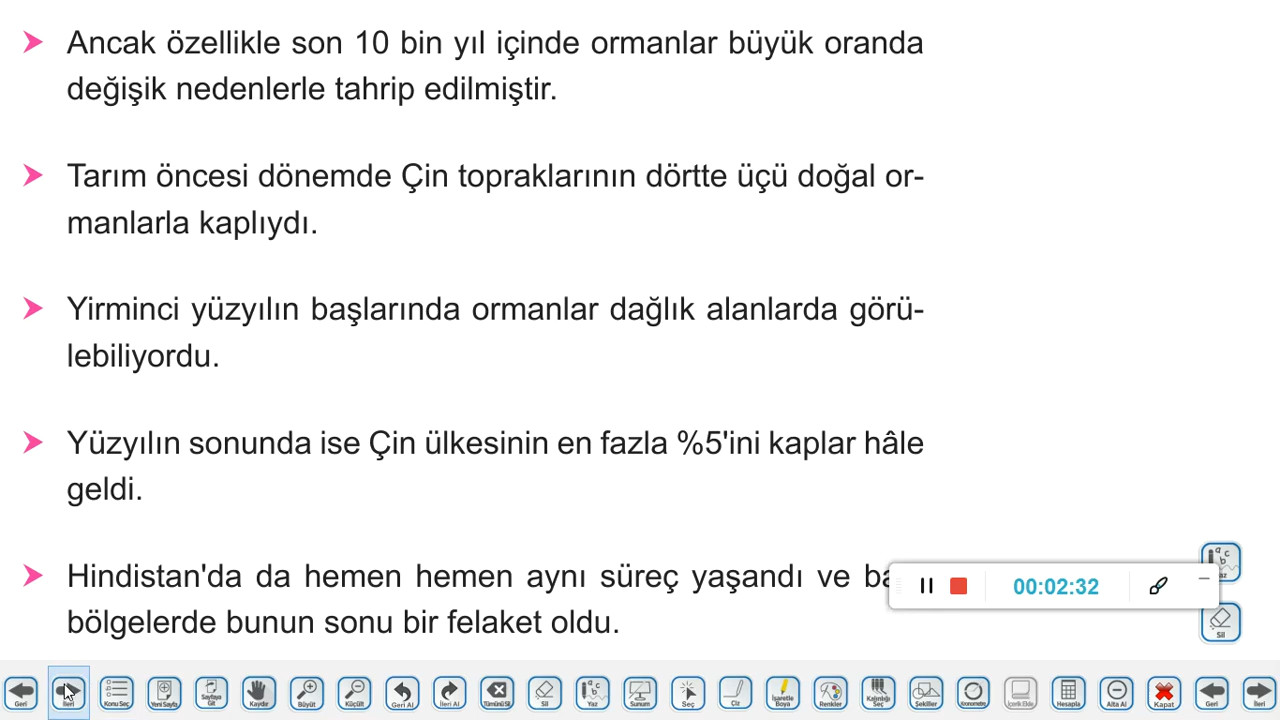 Ancak özellikle son 10 bin yıl içinde ormanlar büyük oranda
değişik nedenlerle tahrip edilmiştir.
Tarım öncesi dönemde Çin topraklarının dörtte üçü doğal or-
manlarla kaplıydı.
Yirminci yüzyılın başlarında ormanlar dağlık alanlarda görü-
lebiliyordu.
Yüzyılın sonunda ise Çin ülkesinin en fazla %5'ini kaplar hâle
geldi.
Hindistan'da da hemen hemen aynı süreç yaşandı ve
bölgelerde bunun sonu bir felaket oldu.
00:02:32
Sil
Geri İleri Konu Seç Yeni Sayfa Sayfaya Git Kaydır Büyüt Küçült Geri Al İleri Al Tümünü Sil Sil Yaz Sunum Seç Çiz İşaretle Boya Renkler Kalınlığı Seç Şekiller Kronometre İçerik Ekle Hesapla Alta Al Kapat Geri İleri